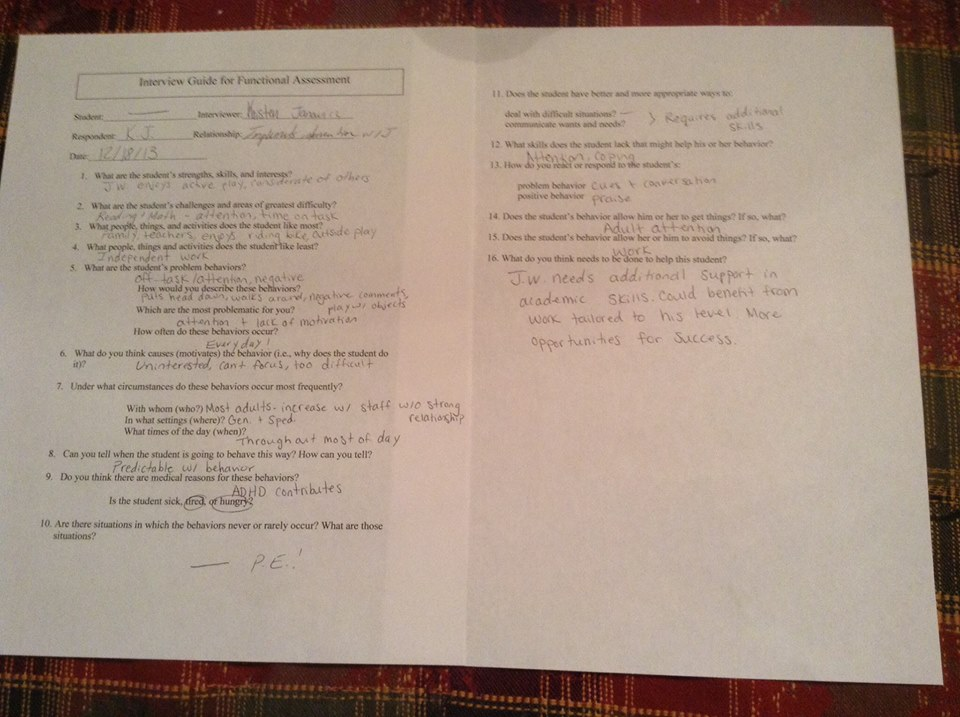 Interview Guide for Functional Assessment
Student: — Interviewer:
Respondent: K.J. Relationship: w/J
Date: 12/18/13
1. What are the student's strengths, skills, and interests?
J.W. enjoys active play, considerate of others
2. What are the student's challenges and areas of greatest difficulty?
Reading/Math - attention, time on task
3. What people, things, and activities does the student like most?
Family, teachers, enjoys riding bike, outside play
4. What people, things, and activities does the student like least?
Independent work
5. What are the student's problem behaviors?
Off-task/attention, negative
How would you describe these behaviors?
puts head down, walks around, negative comments,
play w/ objects
Which are the most problematic for you?
attention + lack of motivation
How often do these behaviors occur?
Everyday!
6. What do you think causes (motivates) the behavior (i.e., why does the student do
it)? Uninterested, can't focus, too difficult
7. Under what circumstances do these behaviors occur most frequently?
With whom (who?) Most adults - increase w/ staff w/o strong
relationship
In what settings (where)? Gen. + Sped.
What times of the day (when)?
Throughout most of day
8. Can you tell when the student is going to behave this way? How can you tell?
Predictable w/ behavior
9. Do you think there are medical reasons for these behaviors?
ADHD contributes
Is the student sick, tired, or hungry?
10. Are there situations in which the behaviors never or rarely occur? What are those
situations?
— P.E.!
11. Does the student have better and more appropriate ways to:
deal with difficult situations? —
communicate wants and needs? } Requires additional
skills
12. What skills does the student lack that might help his or her behavior?
Attention, coping
13. How do you react or respond to the student's:
problem behavior cues + conversation
positive behavior praise
14. Does the student's behavior allow him or her to get things? If so, what?
Adult attention
15. Does the student's behavior allow her or him to avoid things? If so, what?
Work
16. What do you think needs to be done to help this student?
J.W. needs additional support in
academic skills. Could benefit from
work tailored to his level More
opportunities for success.